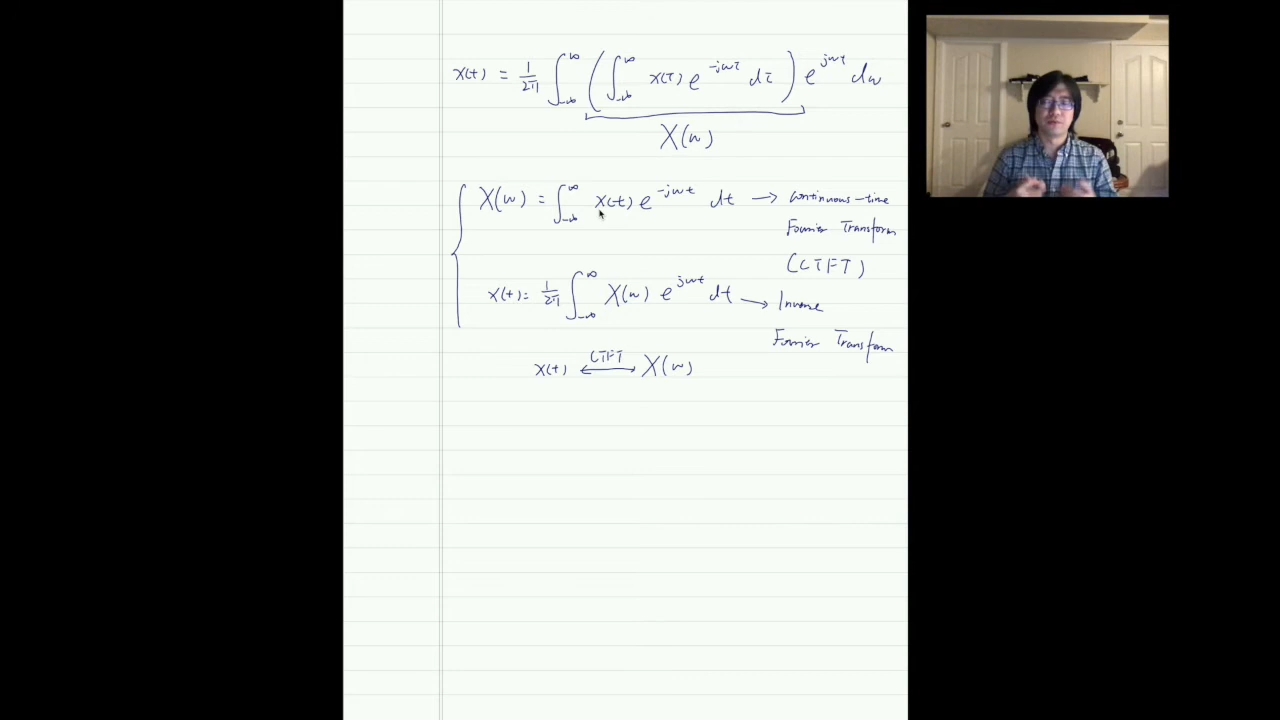 x(t) = 1/2π ∫_{-∞}^{∞} ( ∫_{-∞}^{∞} x(τ) e^{-jωτ} dτ ) e^{jωt} dω
X(ω)
X(ω) = ∫_{-∞}^{∞} x(t) e^{-jωt} dt → Continuous-time
Fourier Transform
(CTFT)
x(t) = 1/2π ∫_{-∞}^{∞} X(ω) e^{jωt} dt → Inverse
Fourier Transform
x(t) ⟷ CTFT X(ω)